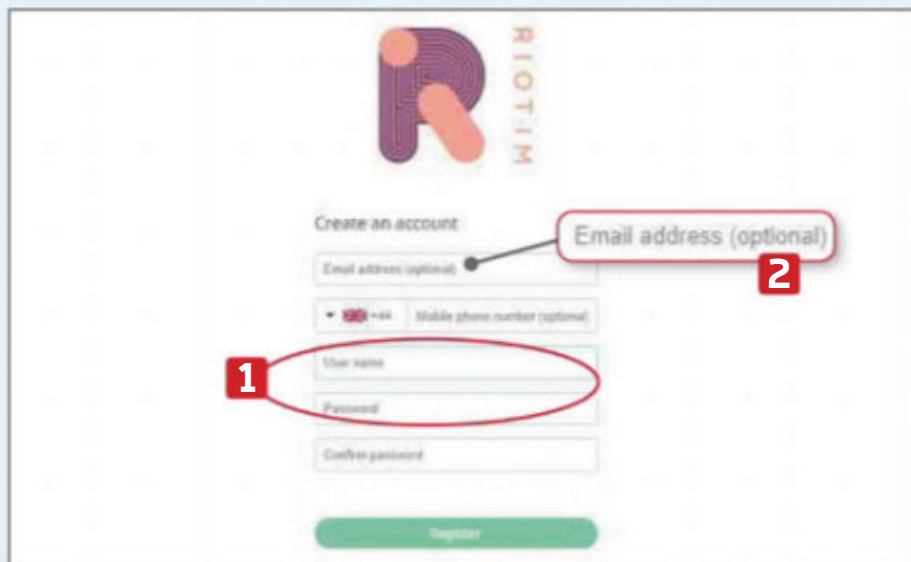 RIOTIM
Create an account
Email address (optional)
Email address (optional)
2
+44 Mobile phone number (optional)
User name
1
Password
Confirm password
Register